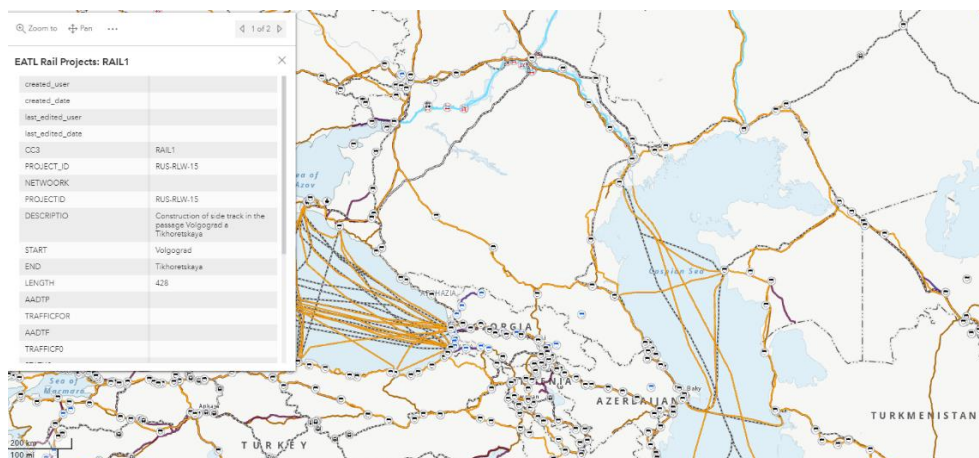 Zoom to
Pan
1 of 2
EATL Rail Projects: RAIL1
created_user
created_date
last_edited_user
last_edited_date
CC3 RAIL1
PROJECT_ID RUS-RLW-15
NETWOORK
PROJECTID RUS-RLW-15
DESCRIPTIO Construction of side track in the
passage Volgograd a
Tikhoretskaya
START Volgograd
END Tikhoretskaya
LENGTH 428
AADTP
TRAFFICFOR
AADTF
TRAFFICF0
Sea of
Azov
Caspian Sea
ABKHAZIA
GEORGIA
AZERBAIJAN
Baky
TURKMENISTAN
Sea of
Marmara
Ankara
TURKEY
200 km
100 mi